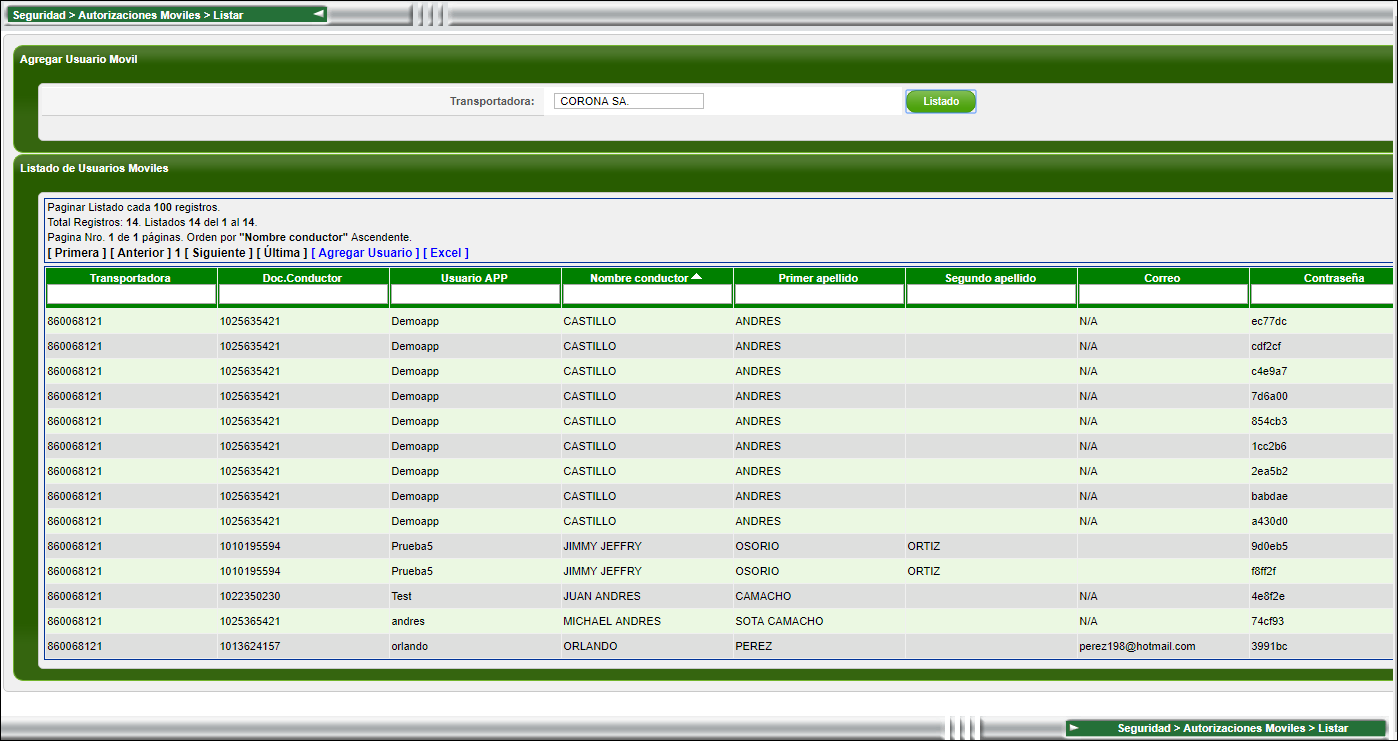 Seguridad > Autorizaciones Moviles > Listar
Agregar Usuario Movil
Transportadora: CORONA SA. Listado
Listado de Usuarios Moviles
Paginar Listado cada 100 registros.
Total Registros: 14. Listados 14 del 1 al 14.
Pagina Nro. 1 de 1 páginas. Orden por "Nombre conductor" Ascendente.
[ Primera ] [ Anterior ] 1 [ Siguiente ] [ Última ] [ Agregar Usuario ] [ Excel ]
Transportadora Doc.Conductor Usuario APP Nombre conductor Primer apellido Segundo apellido Correo Contraseña
860068121 1025635421 Demoapp CASTILLO ANDRES N/A ec77dc
860068121 1025635421 Demoapp CASTILLO ANDRES N/A cdf2cf
860068121 1025635421 Demoapp CASTILLO ANDRES N/A c4e9a7
860068121 1025635421 Demoapp CASTILLO ANDRES N/A 7d6a00
860068121 1025635421 Demoapp CASTILLO ANDRES N/A 854cb3
860068121 1025635421 Demoapp CASTILLO ANDRES N/A 1cc2b6
860068121 1025635421 Demoapp CASTILLO ANDRES N/A 2ea5b2
860068121 1025635421 Demoapp CASTILLO ANDRES N/A babdae
860068121 1025635421 Demoapp CASTILLO ANDRES N/A a430d0
860068121 1010195594 Prueba5 JIMMY JEFFRY OSORIO ORTIZ 9d0eb5
860068121 1010195594 Prueba5 JIMMY JEFFRY OSORIO ORTIZ f8ff2f
860068121 1022350230 Test JUAN ANDRES CAMACHO N/A 4e8f2e
860068121 1025365421 andres MICHAEL ANDRES SOTA CAMACHO N/A 74cf93
860068121 1013624157 orlando ORLANDO PEREZ perez198@hotmail.com 3991bc
Seguridad > Autorizaciones Moviles > Listar